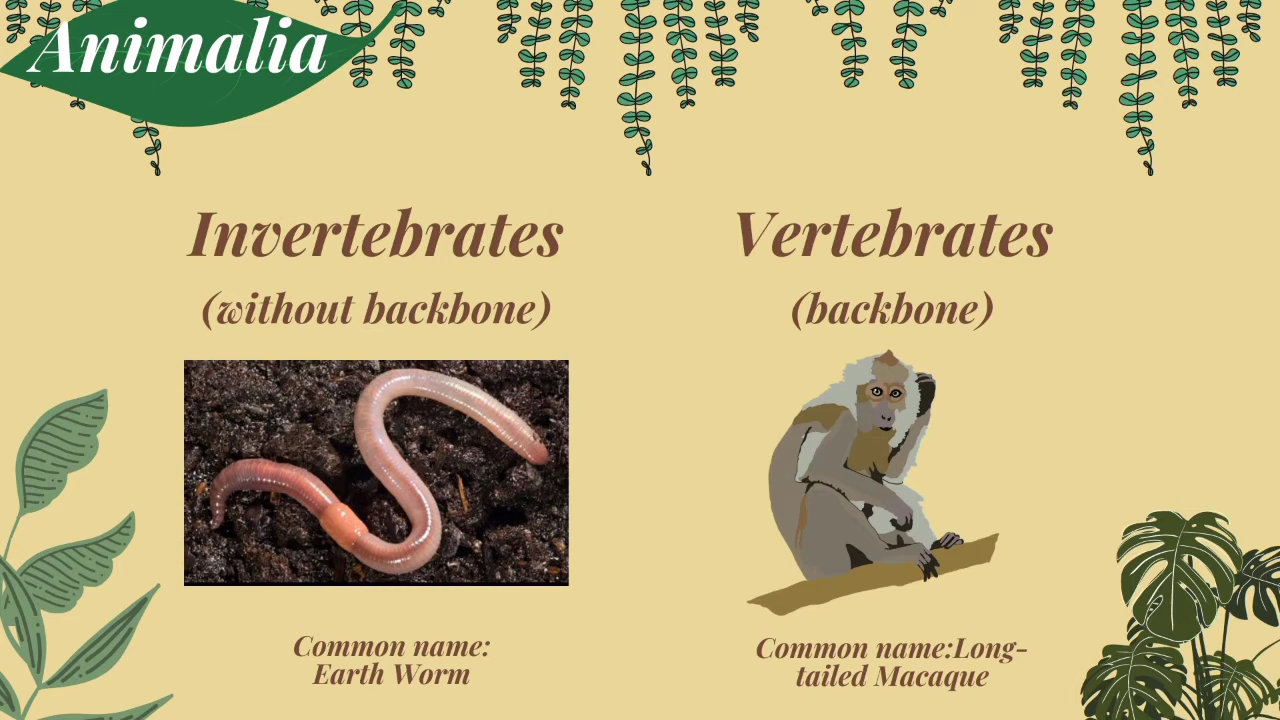 Animalia
Invertebrates
(without backbone)
Common name:
Earth Worm
Vertebrates
(backbone)
Common name:Long-
tailed Macaque